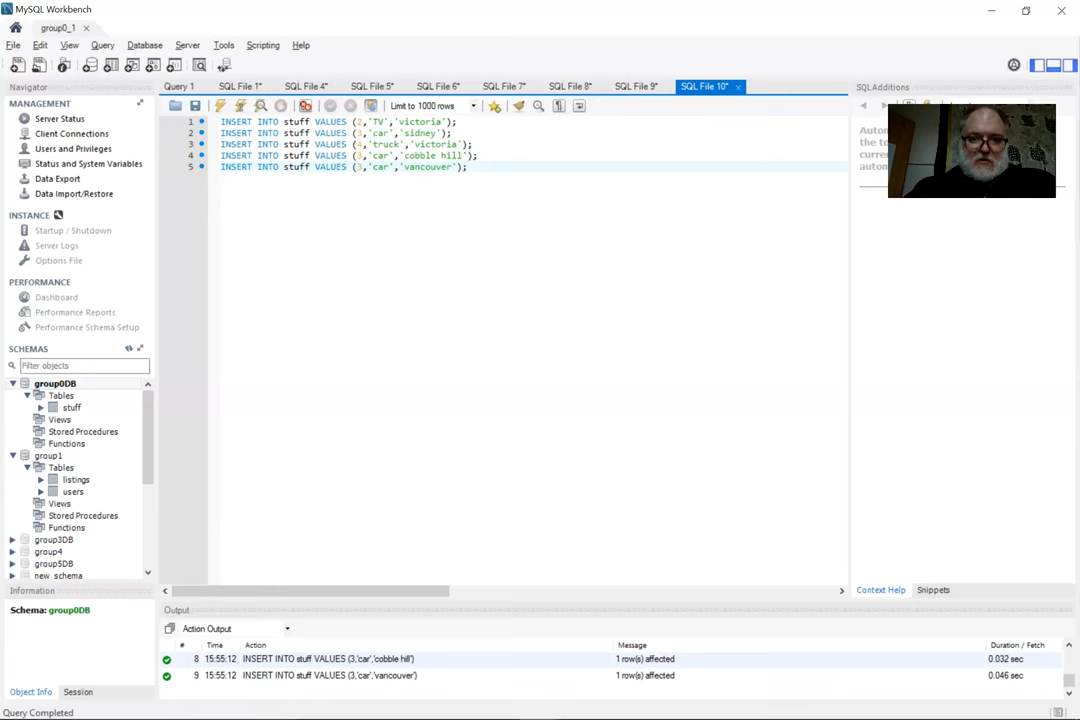 MySQL Workbench
group0_1
File Edit View Query Database Server Tools Scripting Help
Navigator
MANAGEMENT
Server Status
Client Connections
Users and Privileges
Status and System Variables
Data Export
Data Import/Restore
INSTANCE
Startup / Shutdown
Server Logs
Options File
PERFORMANCE
Dashboard
Performance Reports
Performance Schema Setup
SCHEMAS
Filter objects
group0DB
Tables
stuff
Views
Stored Procedures
Functions
group1
Tables
listings
users
Views
Stored Procedures
Functions
group3DB
group4
group5DB
new_schema
Information
Schema: group0DB
Object Info Session
Query Completed
Query 1 SQL File 1* SQL File 4* SQL File 5* SQL File 6* SQL File 7* SQL File 8* SQL File 9* SQL File 10*
Limit to 1000 rows
1 INSERT INTO stuff VALUES (2,'TV','victoria');
2 INSERT INTO stuff VALUES (3,'car','sidney');
3 INSERT INTO stuff VALUES (4,'truck','victoria');
4 INSERT INTO stuff VALUES (3,'car','cobble hill');
5 INSERT INTO stuff VALUES (3,'car','vancouver');
SQLAdditions
Context Help Snippets
Output
Action Output
# Time Action Message Duration / Fetch
8 15:55:12 INSERT INTO stuff VALUES (3,'car','cobble hill') 1 row(s) affected 0.032 sec
9 15:55:12 INSERT INTO stuff VALUES (3,'car','vancouver') 1 row(s) affected 0.046 sec